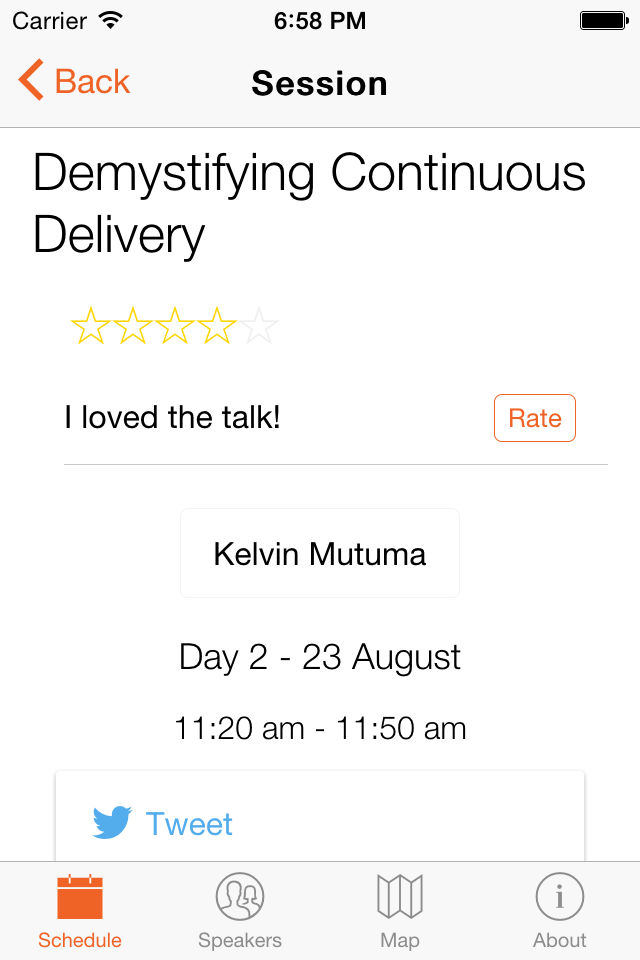 Carrier 6:58 PM
Back Session
Demystifying Continuous
Delivery
I loved the talk! Rate
Kelvin Mutuma
Day 2 - 23 August
11:20 am - 11:50 am
Tweet
Schedule Speakers Map About